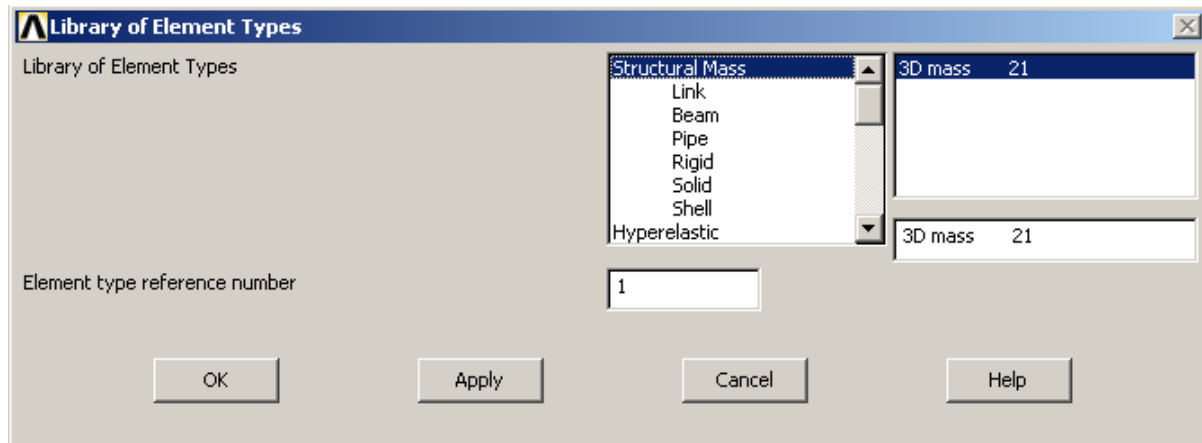 Library of Element Types
Library of Element Types
Structural Mass
Link
Beam
Pipe
Rigid
Solid
Shell
Hyperelastic
3D mass 21
3D mass 21
Element type reference number
1
OK
Apply
Cancel
Help